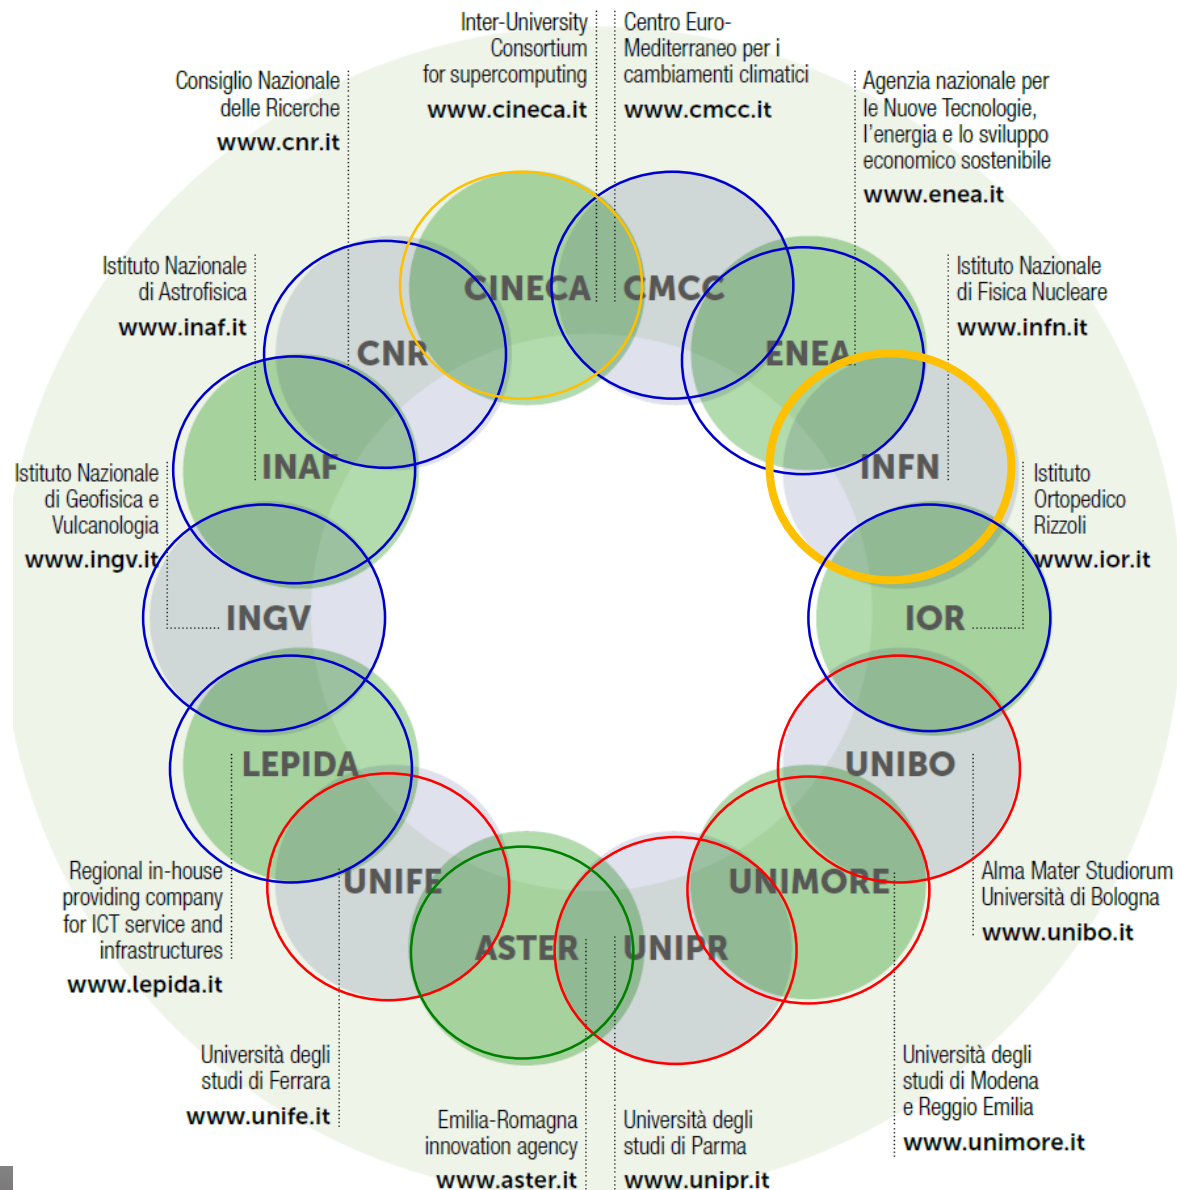 Inter-University
Consortium
for supercomputing
www.cineca.it
Centro Euro-
Mediterraneo per i
cambiamenti climatici
www.cmcc.it
Consiglio Nazionale
delle Ricerche
www.cnr.it
Agenzia nazionale per
le Nuove Tecnologie,
l'energia e lo sviluppo
economico sostenibile
www.enea.it
Istituto Nazionale
di Astrofisica
www.inaf.it
Istituto Nazionale
di Fisica Nucleare
www.infn.it
CINECA
CMCC
CNR
ENEA
INAF
INFN
Istituto Nazionale
di Geofisica e
Vulcanologia
www.ingv.it
Istituto
Ortopedico
Rizzoli
www.ior.it
INGV
IOR
LEPIDA
UNIBO
UNIFE
UNIMORE
ASTER
UNIPR
Regional in-house
providing company
for ICT service and
infrastructures
www.lepida.it
Alma Mater Studiorum
Università di Bologna
www.unibo.it
Università degli
studi di Ferrara
www.unife.it
Università degli
studi di Modena
e Reggio Emilia
www.unimore.it
Emilia-Romagna
innovation agency
www.aster.it
Università degli
studi di Parma
www.unipr.it